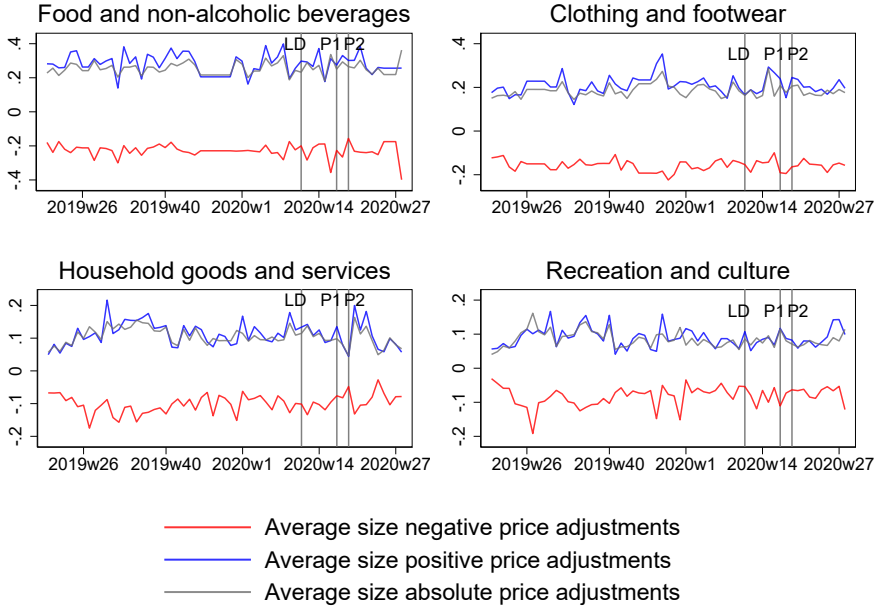 Food and non-alcoholic beverages
Clothing and footwear
LD P1 P2
.4
.2
0
-.2
-.4
2019w26 2019w40 2020w1 2020w14 2020w27
LD P1 P2
.4
.2
0
-.2
2019w26 2019w40 2020w1 2020w14 2020w27
Household goods and services
Recreation and culture
LD P1 P2
.2
.1
0
-.1
-.2
2019w26 2019w40 2020w1 2020w14 2020w27
LD P1 P2
.2
.1
0
-.1
-.2
2019w26 2019w40 2020w1 2020w14 2020w27
Average size negative price adjustments
Average size positive price adjustments
Average size absolute price adjustments